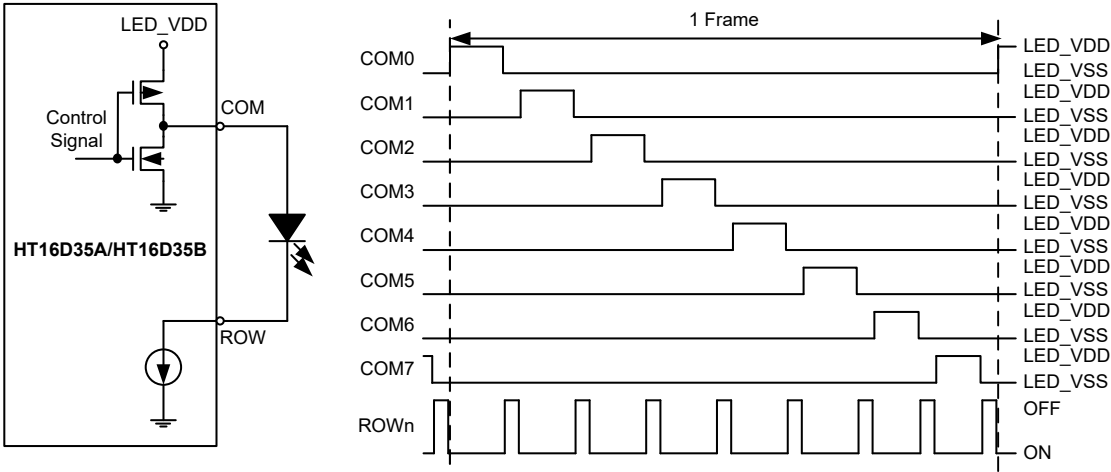 LED_VDD
COM
Control
Signal
HT16D35A/HT16D35B
ROW
1 Frame
COM0
LED_VDD
LED_VSS
COM1
LED_VDD
LED_VSS
COM2
LED_VDD
LED_VSS
COM3
LED_VDD
LED_VSS
COM4
LED_VDD
LED_VSS
COM5
LED_VDD
LED_VSS
COM6
LED_VDD
LED_VSS
COM7
LED_VDD
LED_VSS
ROWn
OFF
ON